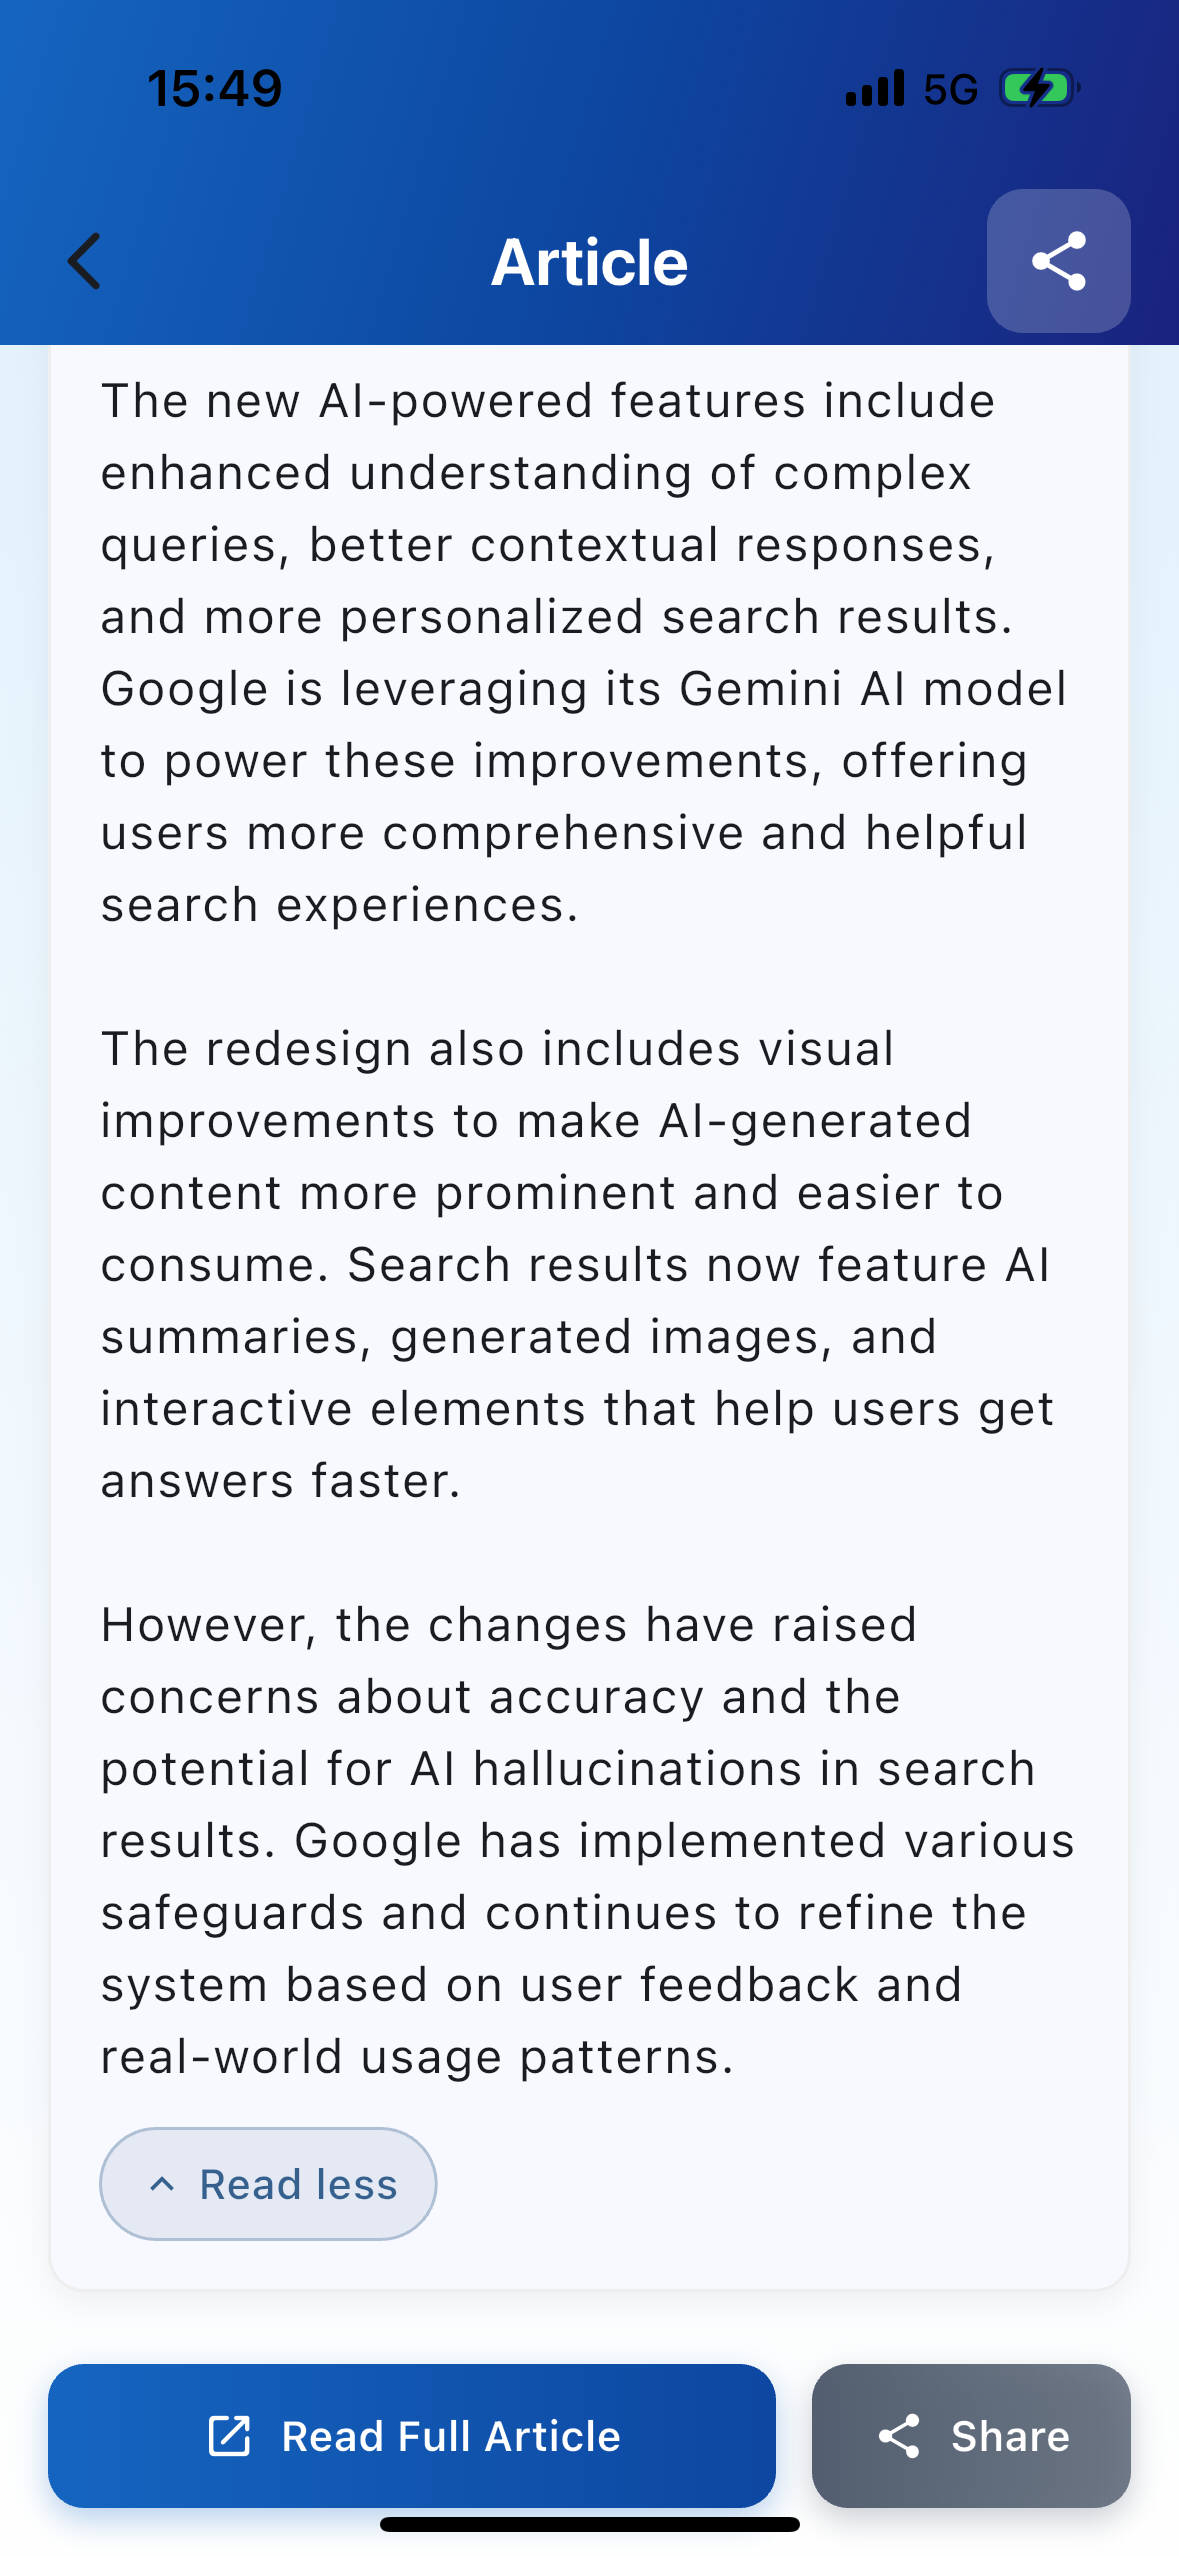 15:49
5G
Article
The new AI-powered features include
enhanced understanding of complex
queries, better contextual responses,
and more personalized search results.
Google is leveraging its Gemini AI model
to power these improvements, offering
users more comprehensive and helpful
search experiences.
The redesign also includes visual
improvements to make AI-generated
content more prominent and easier to
consume. Search results now feature AI
summaries, generated images, and
interactive elements that help users get
answers faster.
However, the changes have raised
concerns about accuracy and the
potential for AI hallucinations in search
results. Google has implemented various
safeguards and continues to refine the
system based on user feedback and
real-world usage patterns.
Read less
Read Full Article
Share